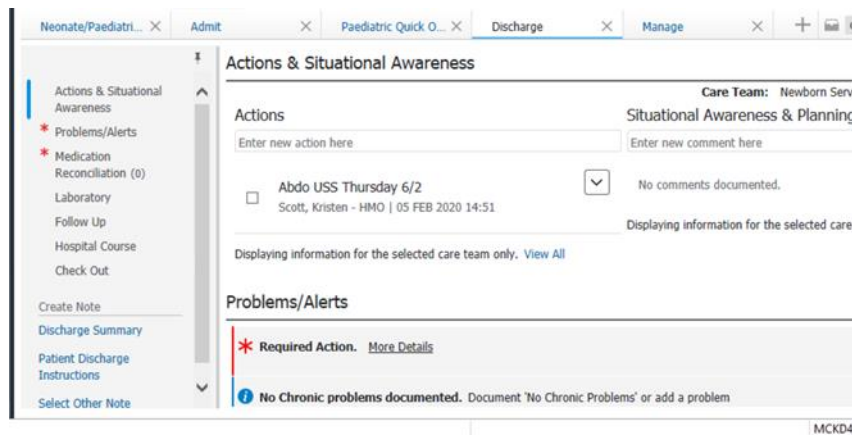 Neonate/Paediatri...
Admit
Paediatric Quick O...
Discharge
Manage
Actions & Situational
Awareness
* Problems/Alerts
* Medication
Reconciliation (0)
Laboratory
Follow Up
Hospital Course
Check Out
Create Note
Discharge Summary
Patient Discharge
Instructions
Select Other Note
Actions & Situational Awareness
Care Team: Newborn Serv
Actions
Enter new action here
Abdo USS Thursday 6/2
Scott, Kristen - HMO | 05 FEB 2020 14:51
Displaying information for the selected care team only. View All
Situational Awareness & Planning
Enter new comment here
No comments documented.
Displaying information for the selected care
Problems/Alerts
* Required Action. More Details
No Chronic problems documented. Document 'No Chronic Problems' or add a problem
MCKD4